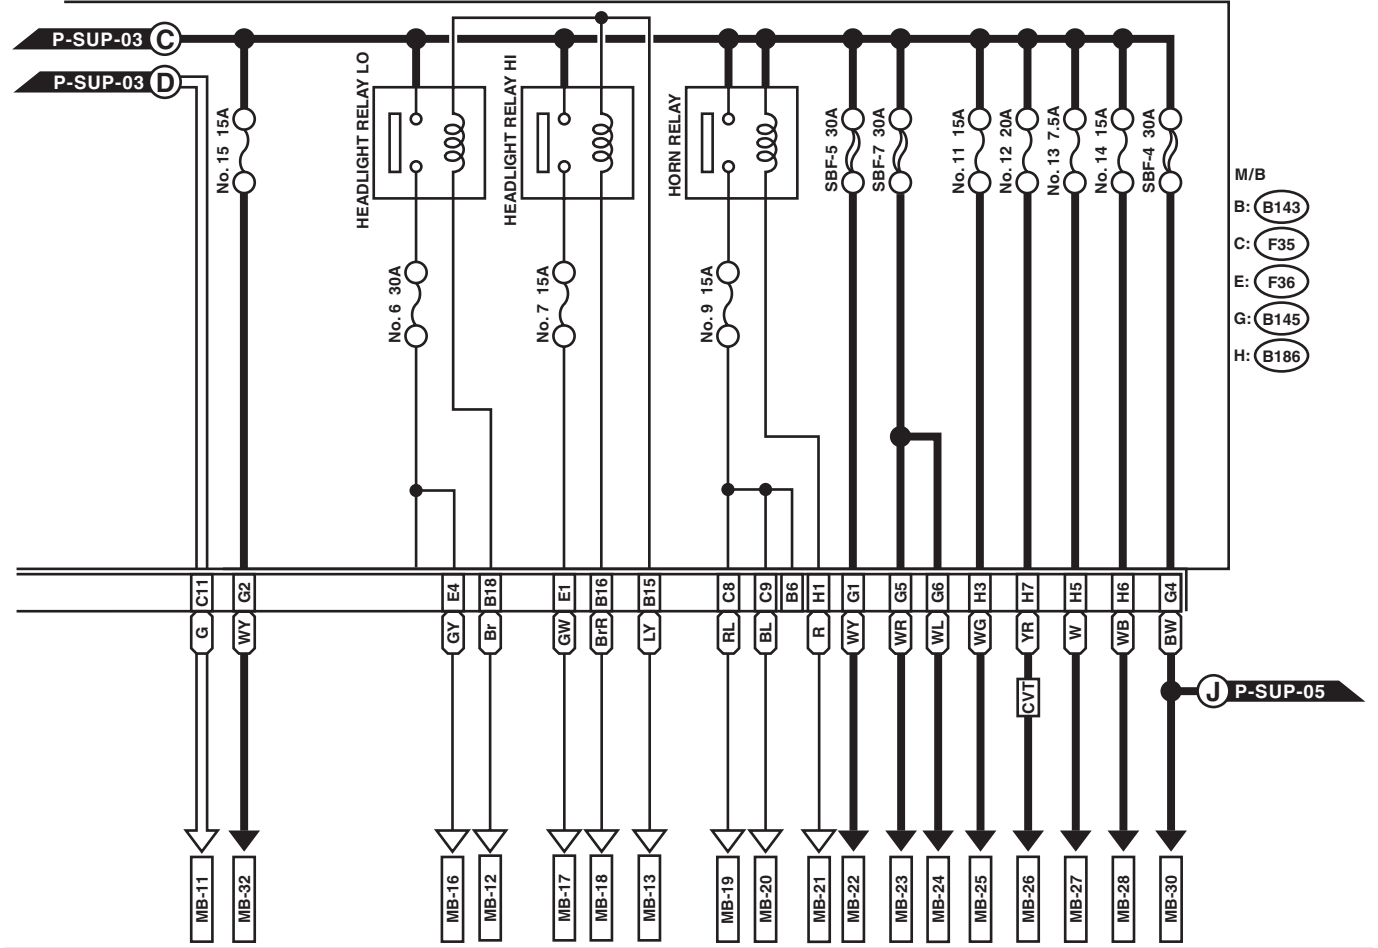 P-SUP-03 C
P-SUP-03 D
No. 15 15A
HEADLIGHT RELAY LO
HEADLIGHT RELAY HI
HORN RELAY
SBF-5 30A
SBF-7 30A
No. 11 15A
No. 12 20A
No. 13 7.5A
No. 14 15A
SBF-4 30A
M/B
B: B143
C: F35
E: F36
G: B145
H: B186
No. 6 30A
No. 7 15A
No. 9 15A
C11 G2 E4 B18 E1 B16 B15 C8 C9 B6 H1 G1 G5 G6 H3 H7 H5 H6 G4
G WY GY Br GW BrR LY RL BL R WY WR WL WG YR W WB BW
CVT
J P-SUP-05
MB-11 MB-32 MB-16 MB-12 MB-17 MB-18 MB-13 MB-19 MB-20 MB-21 MB-22 MB-23 MB-24 MB-25 MB-26 MB-27 MB-28 MB-30